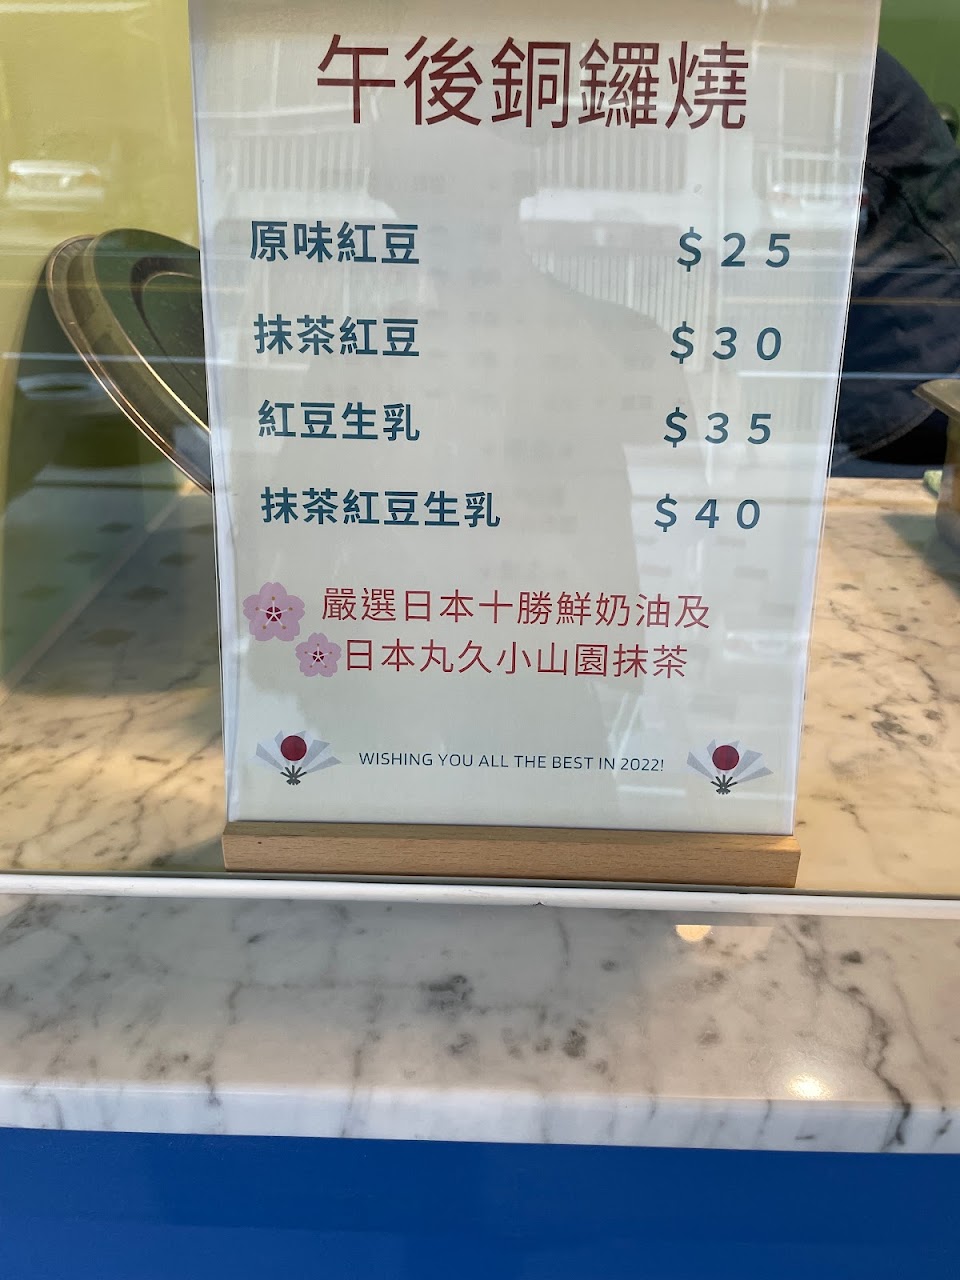 午後銅鑼燒
原味紅豆 $25
抹茶紅豆 $30
紅豆生乳 $35
抹茶紅豆生乳 $40
嚴選日本十勝鮮奶油及
日本丸久小山園抹茶
WISHING YOU ALL THE BEST IN 2022!